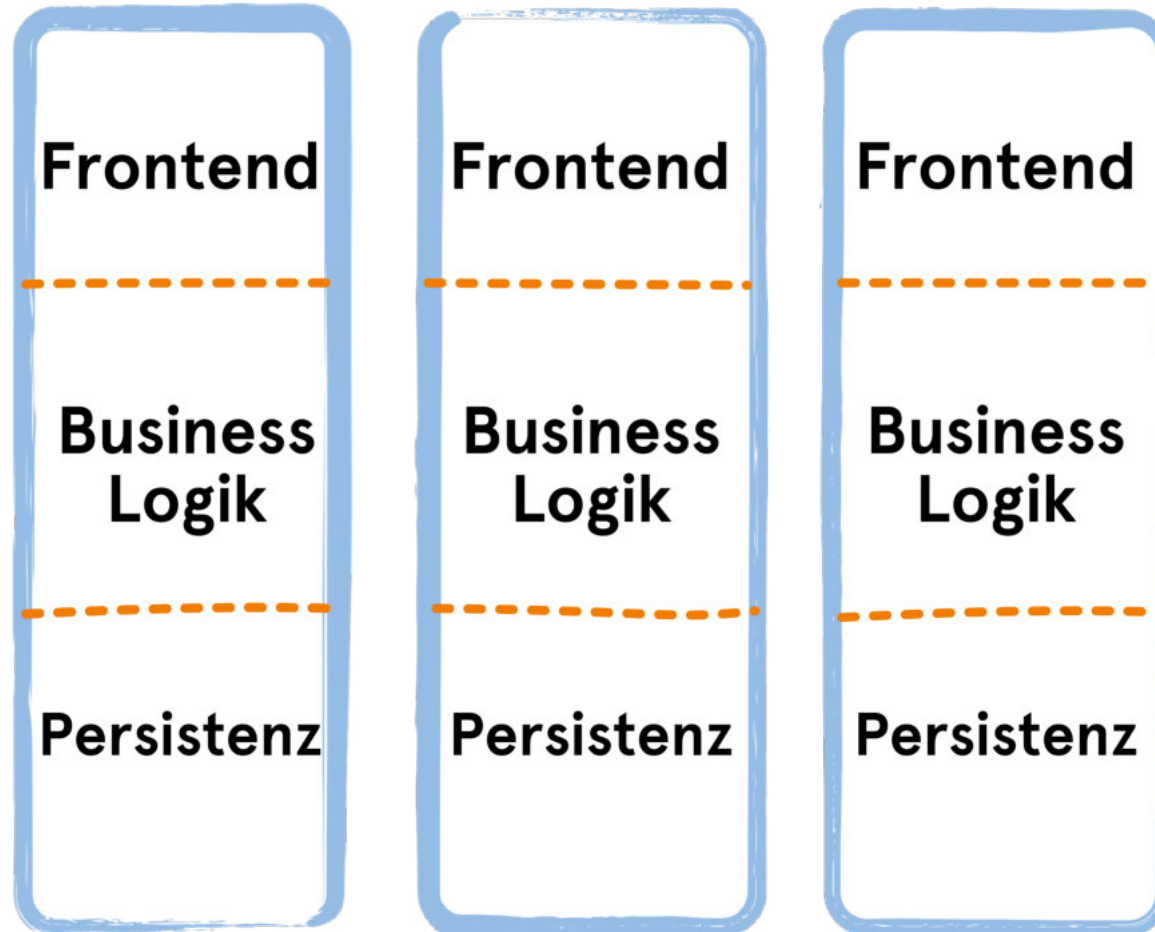 Frontend
Business
Logik
Persistenz
Frontend
Business
Logik
Persistenz
Frontend
Business
Logik
Persistenz